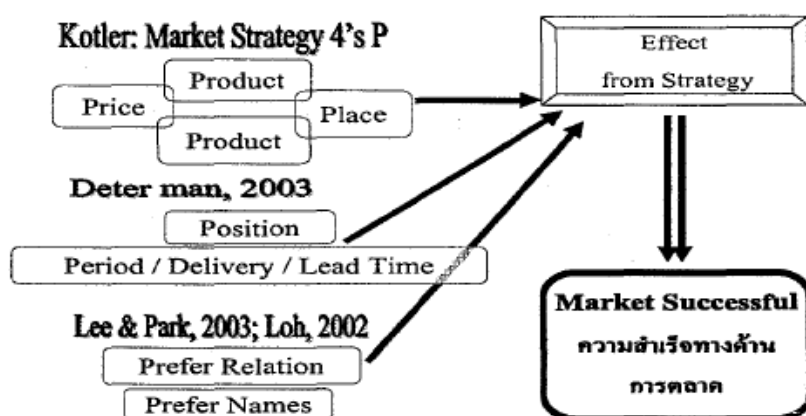 Kotler: Market Strategy 4's P
Product
Price
Place
Product
Effect
from Strategy
Deter man, 2003
Position
Period / Delivery / Lead Time
Lee & Park, 2003; Loh, 2002
Prefer Relation
Prefer Names
Market Successful
ความสำเร็จทางด้าน
การตลาด